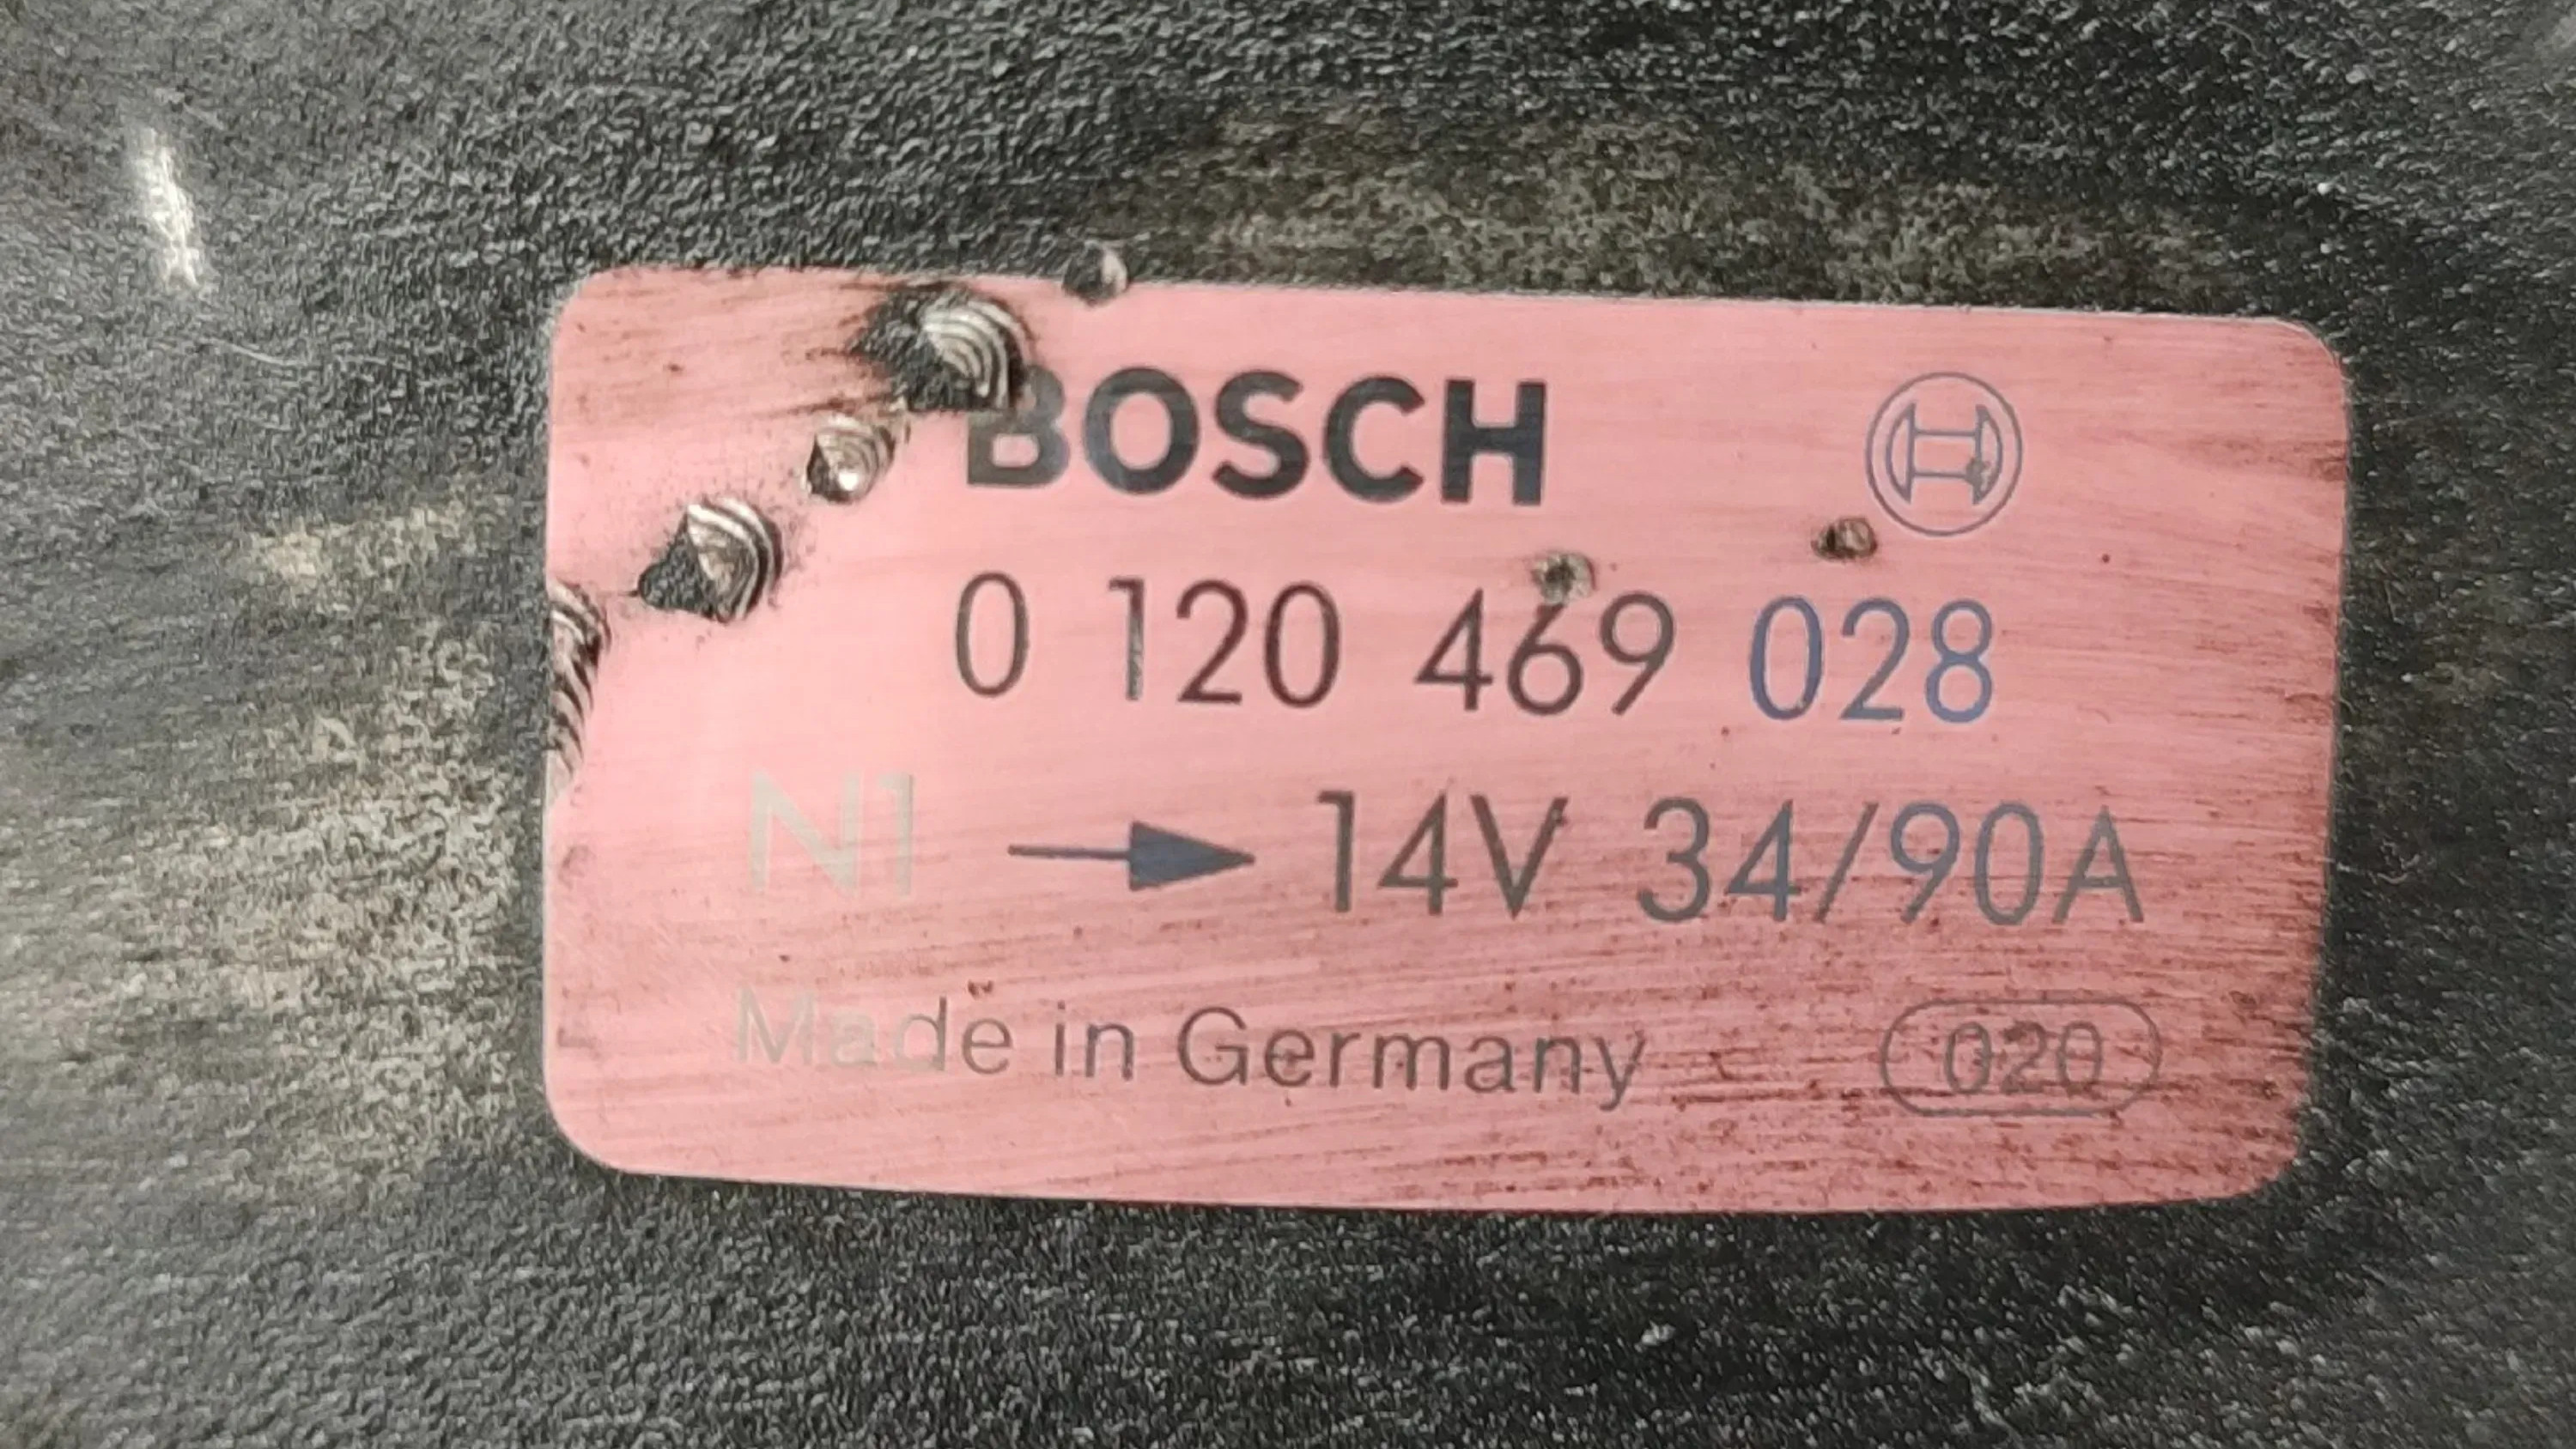 BOSCH
0 120 469 028
N1 → 14V 34/90A
Made in Germany 020